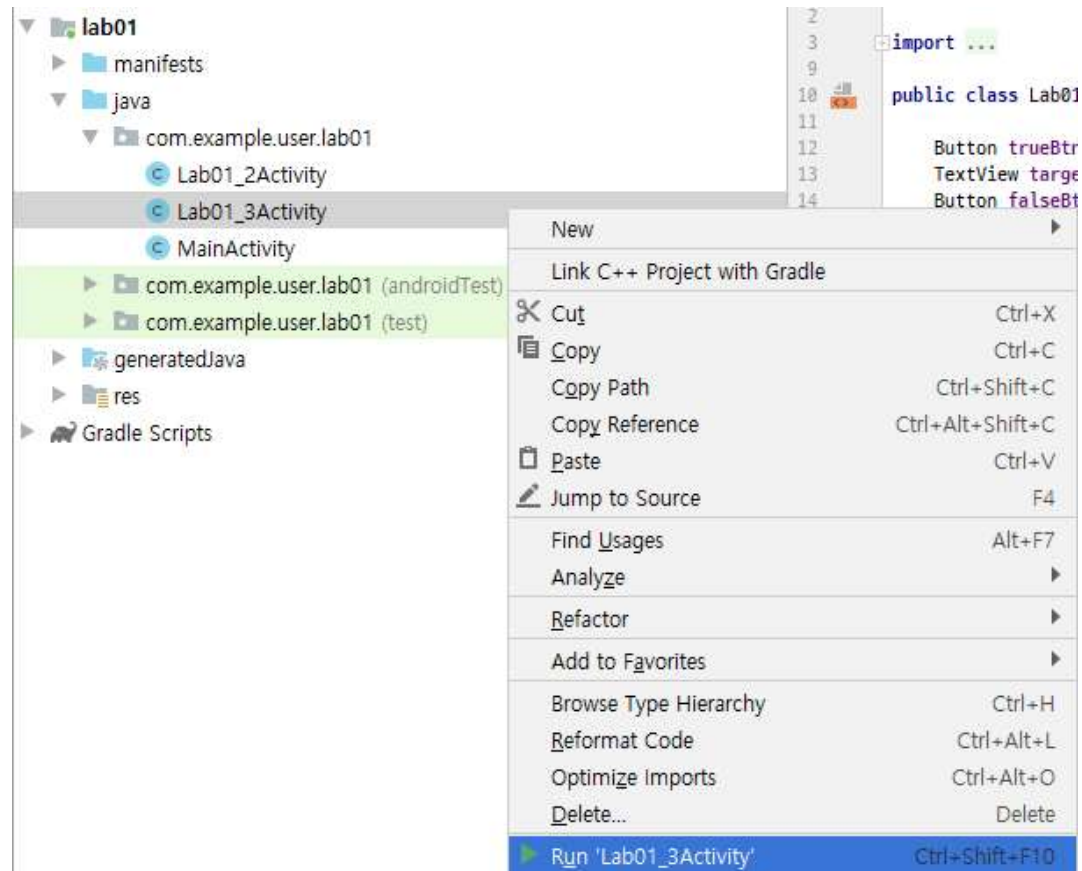 lab01
manifests
java
com.example.user.lab01
Lab01_2Activity
Lab01_3Activity
MainActivity
com.example.user.lab01 (androidTest)
com.example.user.lab01 (test)
generatedJava
res
Gradle Scripts
2
3 import ...
9
10 public class Lab01
11
12 Button trueBtn
13 TextView targe
14 Button falseBt
New
Link C++ Project with Gradle
Cut Ctrl+X
Copy Ctrl+C
Copy Path Ctrl+Shift+C
Copy Reference Ctrl+Alt+Shift+C
Paste Ctrl+V
Jump to Source F4
Find Usages Alt+F7
Analyze
Refactor
Add to Favorites
Browse Type Hierarchy Ctrl+H
Reformat Code Ctrl+Alt+L
Optimize Imports Ctrl+Alt+O
Delete... Delete
Run 'Lab01_3Activity' Ctrl+Shift+F10